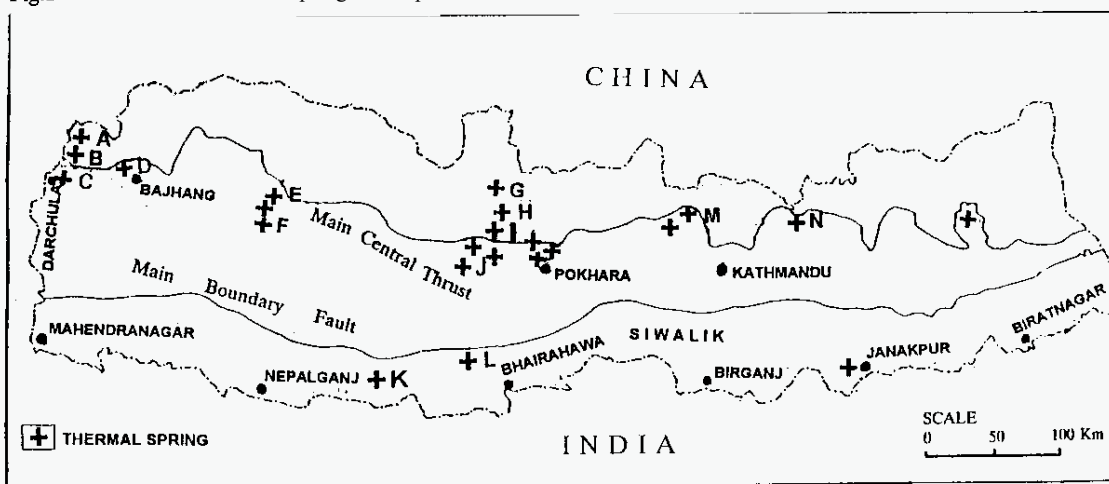 CHINA
A
B
C
D
BAJHANG
DARCHULA
E
F
G
H
I
I
J
Main Central Thrust
POKHARA
M
N
KATHMANDU
Main Boundary Fault
MAHENDRANAGAR
NEPALGANJ
K
L
BHAIRAHAWA
SIWALIK
BIRGANJ
JANAKPUR
BIRATNAGAR
THERMAL SPRING
INDIA
SCALE
0 50 100 Km